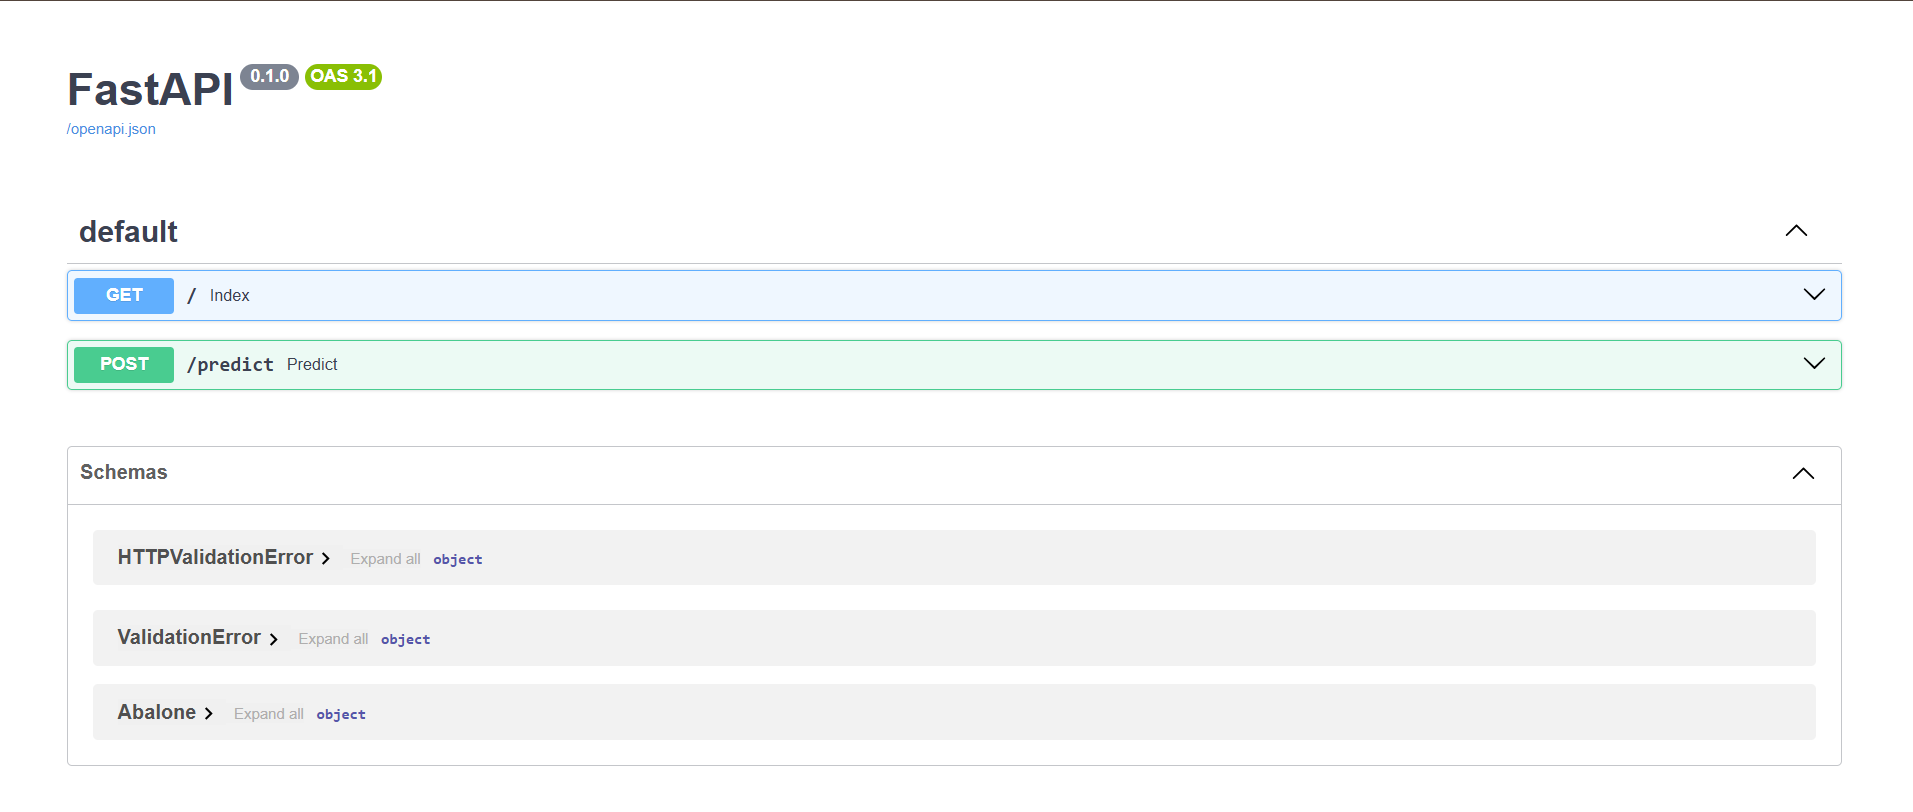 FastAPI 0.1.0 OAS 3.1
/openapi.json
default
GET / Index
POST /predict Predict
Schemas
HTTPValidationError Expand all object
ValidationError Expand all object
Abalone Expand all object